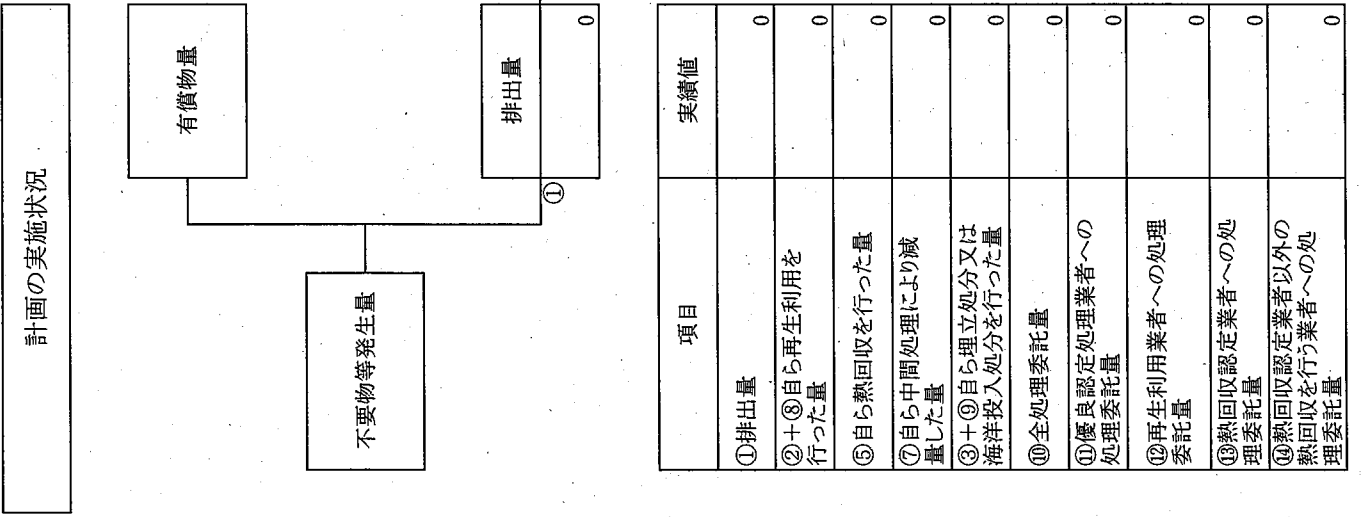 計画の実施状況
有償物量
不要物等発生量
①
排出量
0
項目
実績値
①排出量
0
②+⑧自ら再生利用を
行った量
0
⑤自ら熱回収を行った量
0
⑦自ら中間処理により減
量した量
0
③+⑨自ら埋立処分又は
海洋投入処分を行った量
0
⑩全処理委託量
0
⑪優良認定処理業者への
処理委託量
0
⑫再生利用業者への処理
委託量
0
⑬熱回収認定業者への処
理委託量
0
⑭熱回収認定業者以外の
熱回収を行う業者への処
理委託量
0